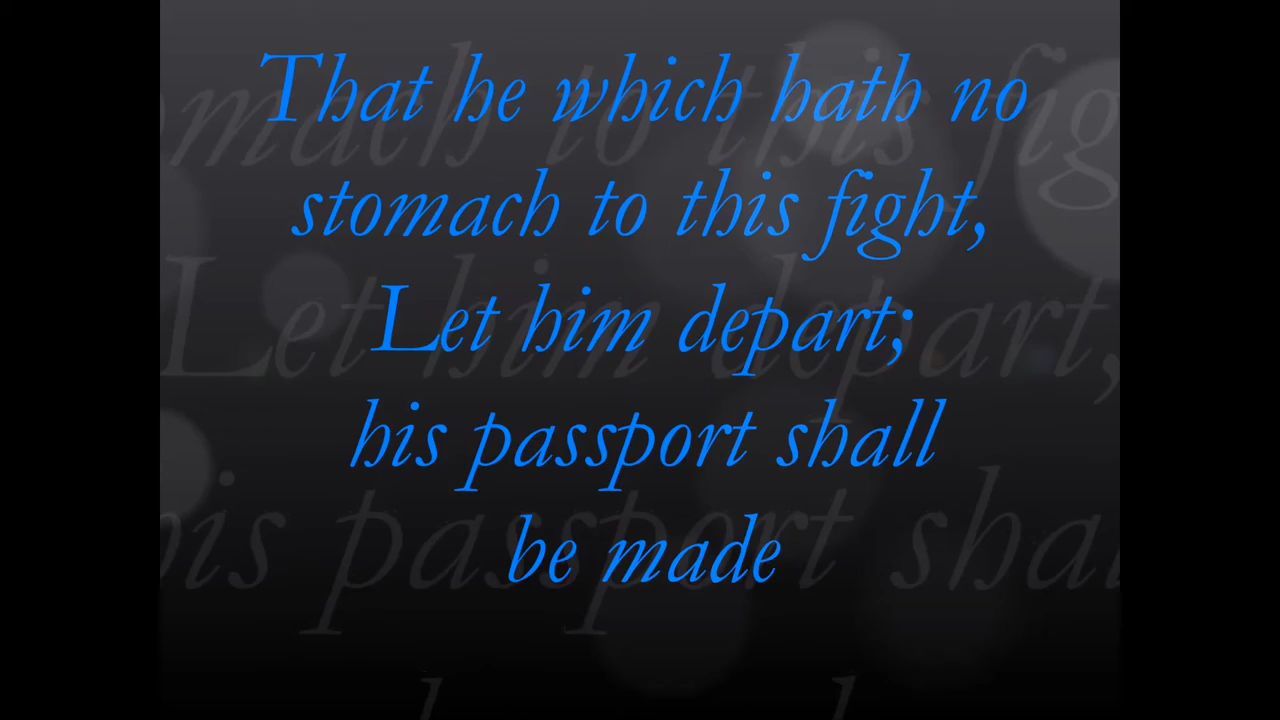 That he which hath no
stomach to this fight,
Let him depart;
his passport shall
be made